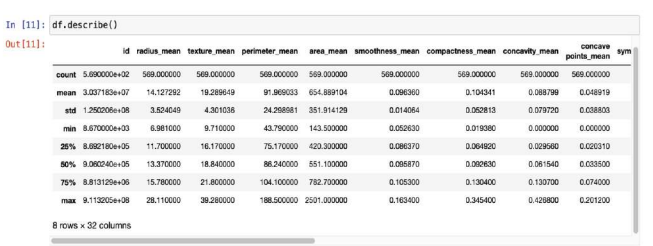 In [11]: df.describe()
Out[11]:
id radius_mean texture_mean perimeter_mean area_mean smoothness_mean compactness_mean concavity_mean concave points_mean sym
count 5.690000e+02 569.000000 569.000000 569.000000 569.000000 569.000000 569.000000 569.000000 569.000000
mean 3.037183e+07 14.127292 19.289649 91.969033 654.889104 0.096360 0.104341 0.088799 0.048919
std 1.250206e+08 3.524049 4.301036 24.298981 351.914129 0.014064 0.052813 0.079720 0.038803
min 8.670000e+03 6.981000 9.710000 43.790000 143.500000 0.052630 0.019380 0.000000 0.000000
25% 8.692180e+05 11.700000 16.170000 75.170000 420.300000 0.086370 0.064920 0.029560 0.020310
50% 9.060240e+05 13.370000 18.840000 86.240000 551.100000 0.095870 0.092630 0.061540 0.033500
75% 8.813129e+06 15.780000 21.800000 104.100000 782.700000 0.105300 0.130400 0.130700 0.074000
max 9.113205e+08 28.110000 39.280000 188.500000 2501.000000 0.163400 0.345400 0.426800 0.201200
8 rows × 32 columns